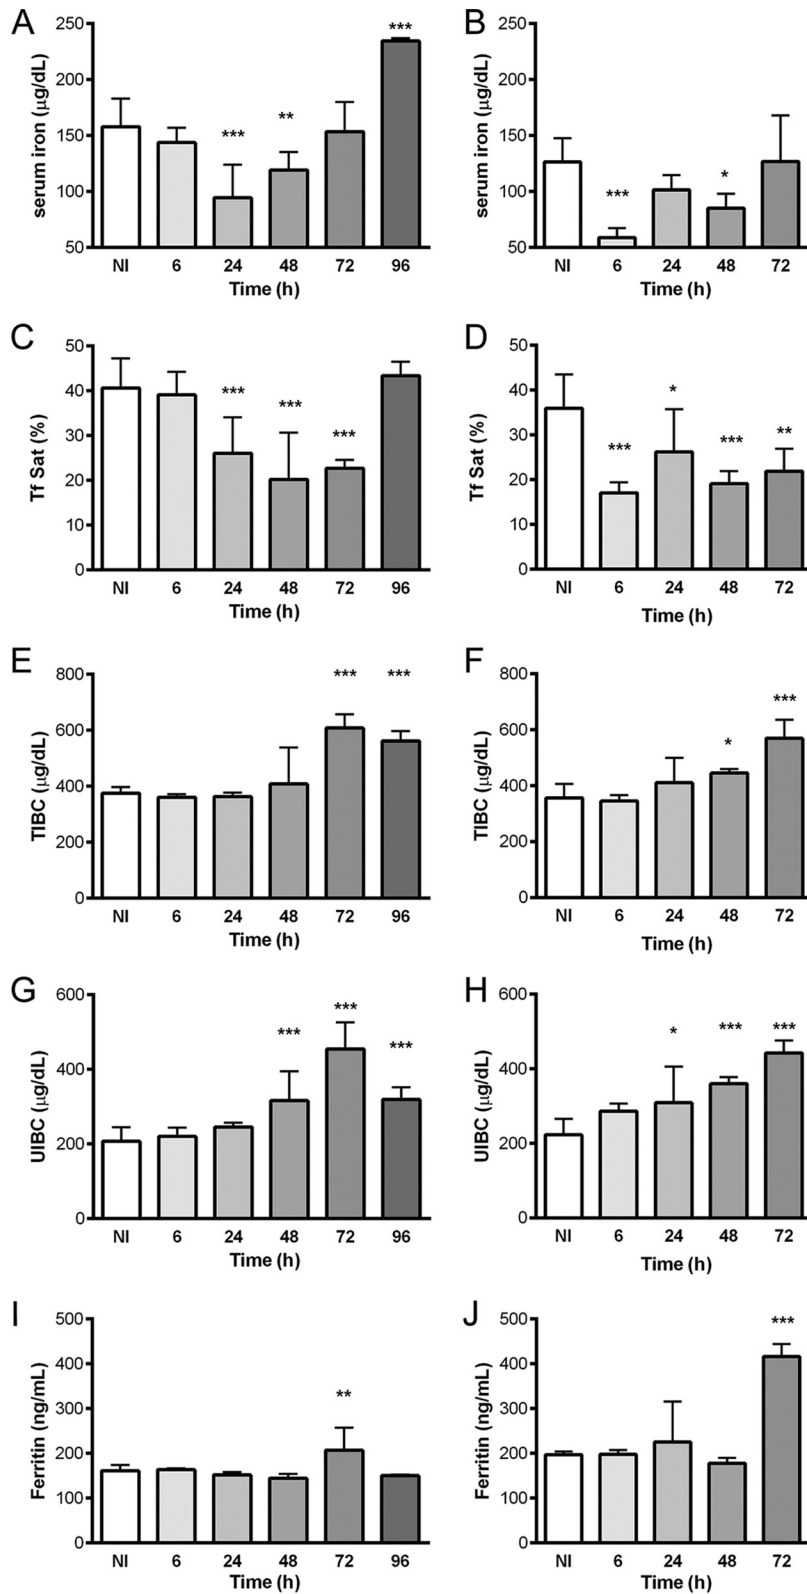 A
serum iron (µg/dL)
250
200
150
100
50
***
**
***
NI 6 24 48 72 96
Time (h)
B
serum iron (µg/dL)
250
200
150
100
50
***
*
NI 6 24 48 72
Time (h)
C
Tf Sat (%)
50
40
30
20
10
0
***
***
***
NI 6 24 48 72 96
Time (h)
D
Tf Sat (%)
50
40
30
20
10
0
***
*
***
**
NI 6 24 48 72
Time (h)
E
TIBC (µg/dL)
800
600
400
200
0
***
***
NI 6 24 48 72 96
Time (h)
F
TIBC (µg/dL)
800
600
400
200
0
*
***
NI 6 24 48 72
Time (h)
G
UIBC (µg/dL)
600
400
200
0
***
***
***
NI 6 24 48 72 96
Time (h)
H
UIBC (µg/dL)
600
400
200
0
*
***
***
NI 6 24 48 72
Time (h)
I
Ferritin (ng/mL)
500
400
300
200
100
0
**
NI 6 24 48 72 96
Time (h)
J
Ferritin (ng/mL)
500
400
300
200
100
0
***
NI 6 24 48 72
Time (h)